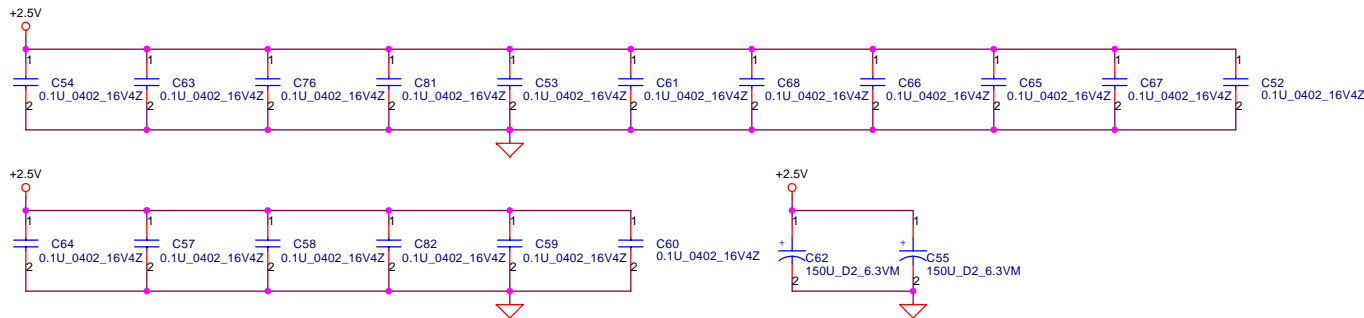 +2.5V
1 1 1 1 1 1 1 1 1 1 1
C54 C63 C76 C81 C53 C61 C68 C66 C65 C67 C52
0.1U_0402_16V4Z 0.1U_0402_16V4Z 0.1U_0402_16V4Z 0.1U_0402_16V4Z 0.1U_0402_16V4Z 0.1U_0402_16V4Z 0.1U_0402_16V4Z 0.1U_0402_16V4Z 0.1U_0402_16V4Z 0.1U_0402_16V4Z 0.1U_0402_16V4Z
2 2 2 2 2 2 2 2 2 2 2
+2.5V +2.5V
1 1 1 1 1 1 1 1
C64 C57 C58 C82 C59 C60 + +
0.1U_0402_16V4Z 0.1U_0402_16V4Z 0.1U_0402_16V4Z 0.1U_0402_16V4Z 0.1U_0402_16V4Z 0.1U_0402_16V4Z C62 C55
2 2 2 2 2 2 150U_D2_6.3VM 150U_D2_6.3VM
2 2